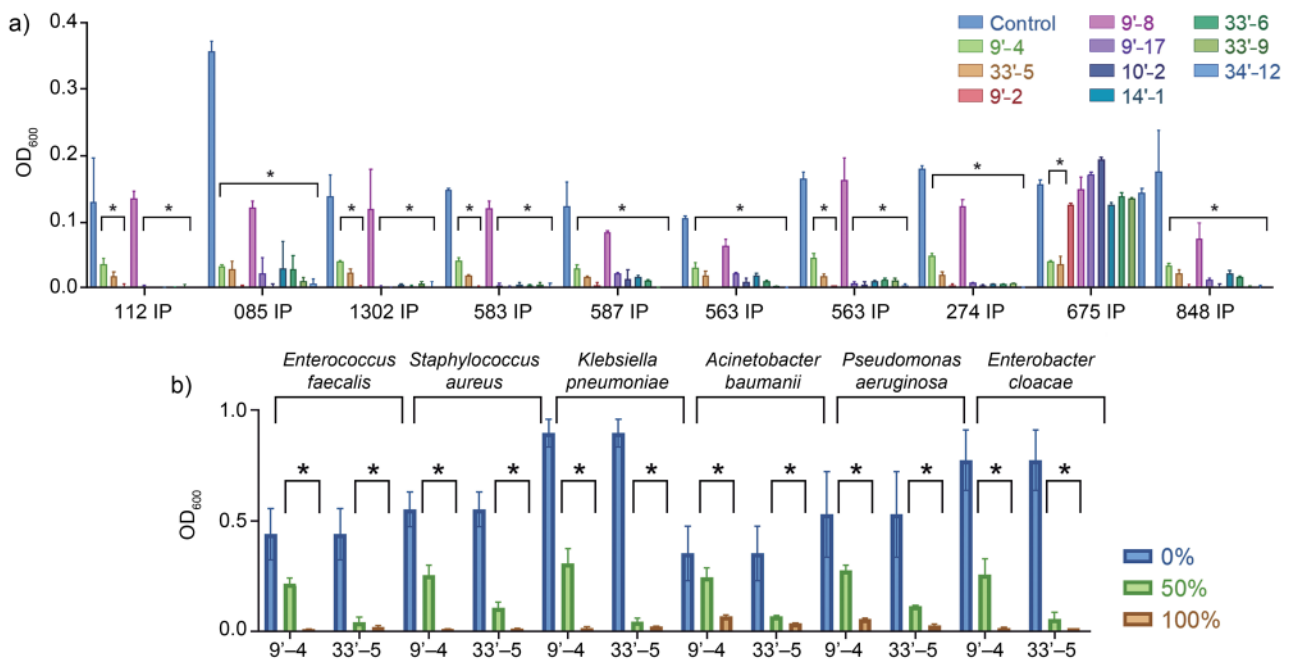 a)
0.4
0.3
0.2
0.1
0.0
OD600
Control
9'–4
33'–5
9'–2
9'–8
9'–17
10'–2
14'–1
33'–6
33'–9
34'–12
* * * * * * * * * * * * * * *
112 IP 085 IP 1302 IP 583 IP 587 IP 563 IP 563 IP 274 IP 675 IP 848 IP
b)
Enterococcus faecalis
Staphylococcus aureus
Klebsiella pneumoniae
Acinetobacter baumanii
Pseudomonas aeruginosa
Enterobacter cloacae
1.0
0.5
0.0
OD600
* * * * * * * * * * * *
9'–4 33'–5 9'–4 33'–5 9'–4 33'–5 9'–4 33'–5 9'–4 33'–5 9'–4 33'–5
0%
50%
100%